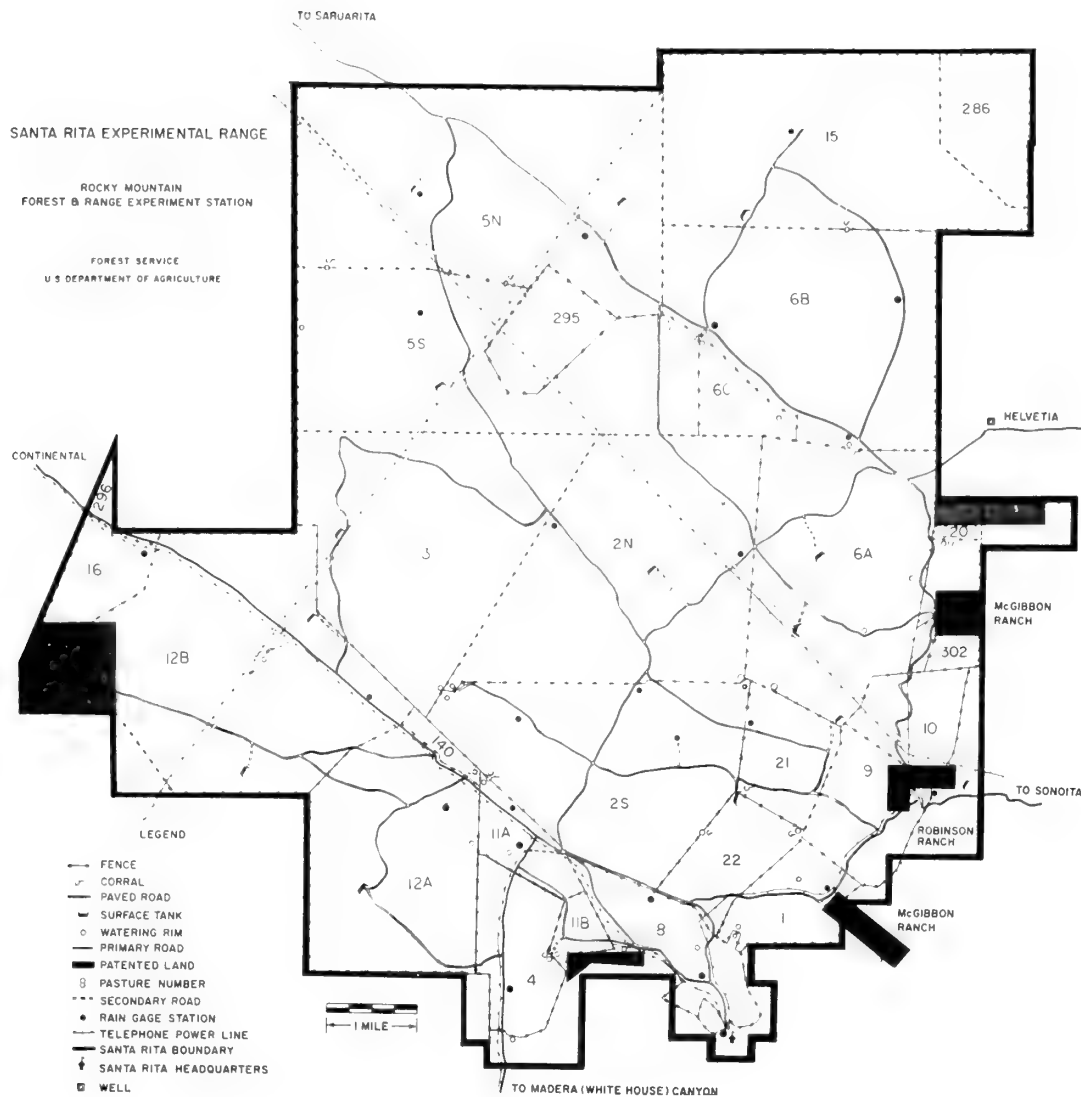 TO SARUARITA
SANTA RITA EXPERIMENTAL RANGE
ROCKY MOUNTAIN
FOREST & RANGE EXPERIMENT STATION
FOREST SERVICE
U.S DEPARTMENT OF AGRICULTURE
286
15
5N
6B
295
5S
6C
HELVETIA
CONTINENTAL
296
20
3
2N
6A
16
McGIBBON
RANCH
12B
302
10
140
21
9
2S
TO SONOITA
LEGEND
11A
22
ROBINSON
RANCH
FENCE
CORRAL
PAVED ROAD
SURFACE TANK
WATERING RIM
PRIMARY ROAD
PATENTED LAND
8 PASTURE NUMBER
SECONDARY ROAD
RAIN GAGE STATION
TELEPHONE POWER LINE
SANTA RITA BOUNDARY
SANTA RITA HEADQUARTERS
WELL
12A
11B
8
1
McGIBBON
RANCH
4
1 MILE
TO MADERA (WHITE HOUSE) CANYON